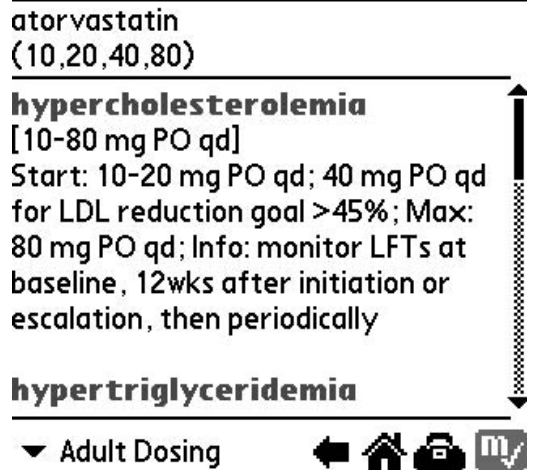 atorvastatin
(10,20,40,80)
hypercholesterolemia
[10-80 mg PO qd]
Start: 10-20 mg PO qd; 40 mg PO qd
for LDL reduction goal >45%; Max:
80 mg PO qd; Info: monitor LFTs at
baseline, 12wks after initiation or
escalation, then periodically
hypertriglyceridemia
Adult Dosing
m/